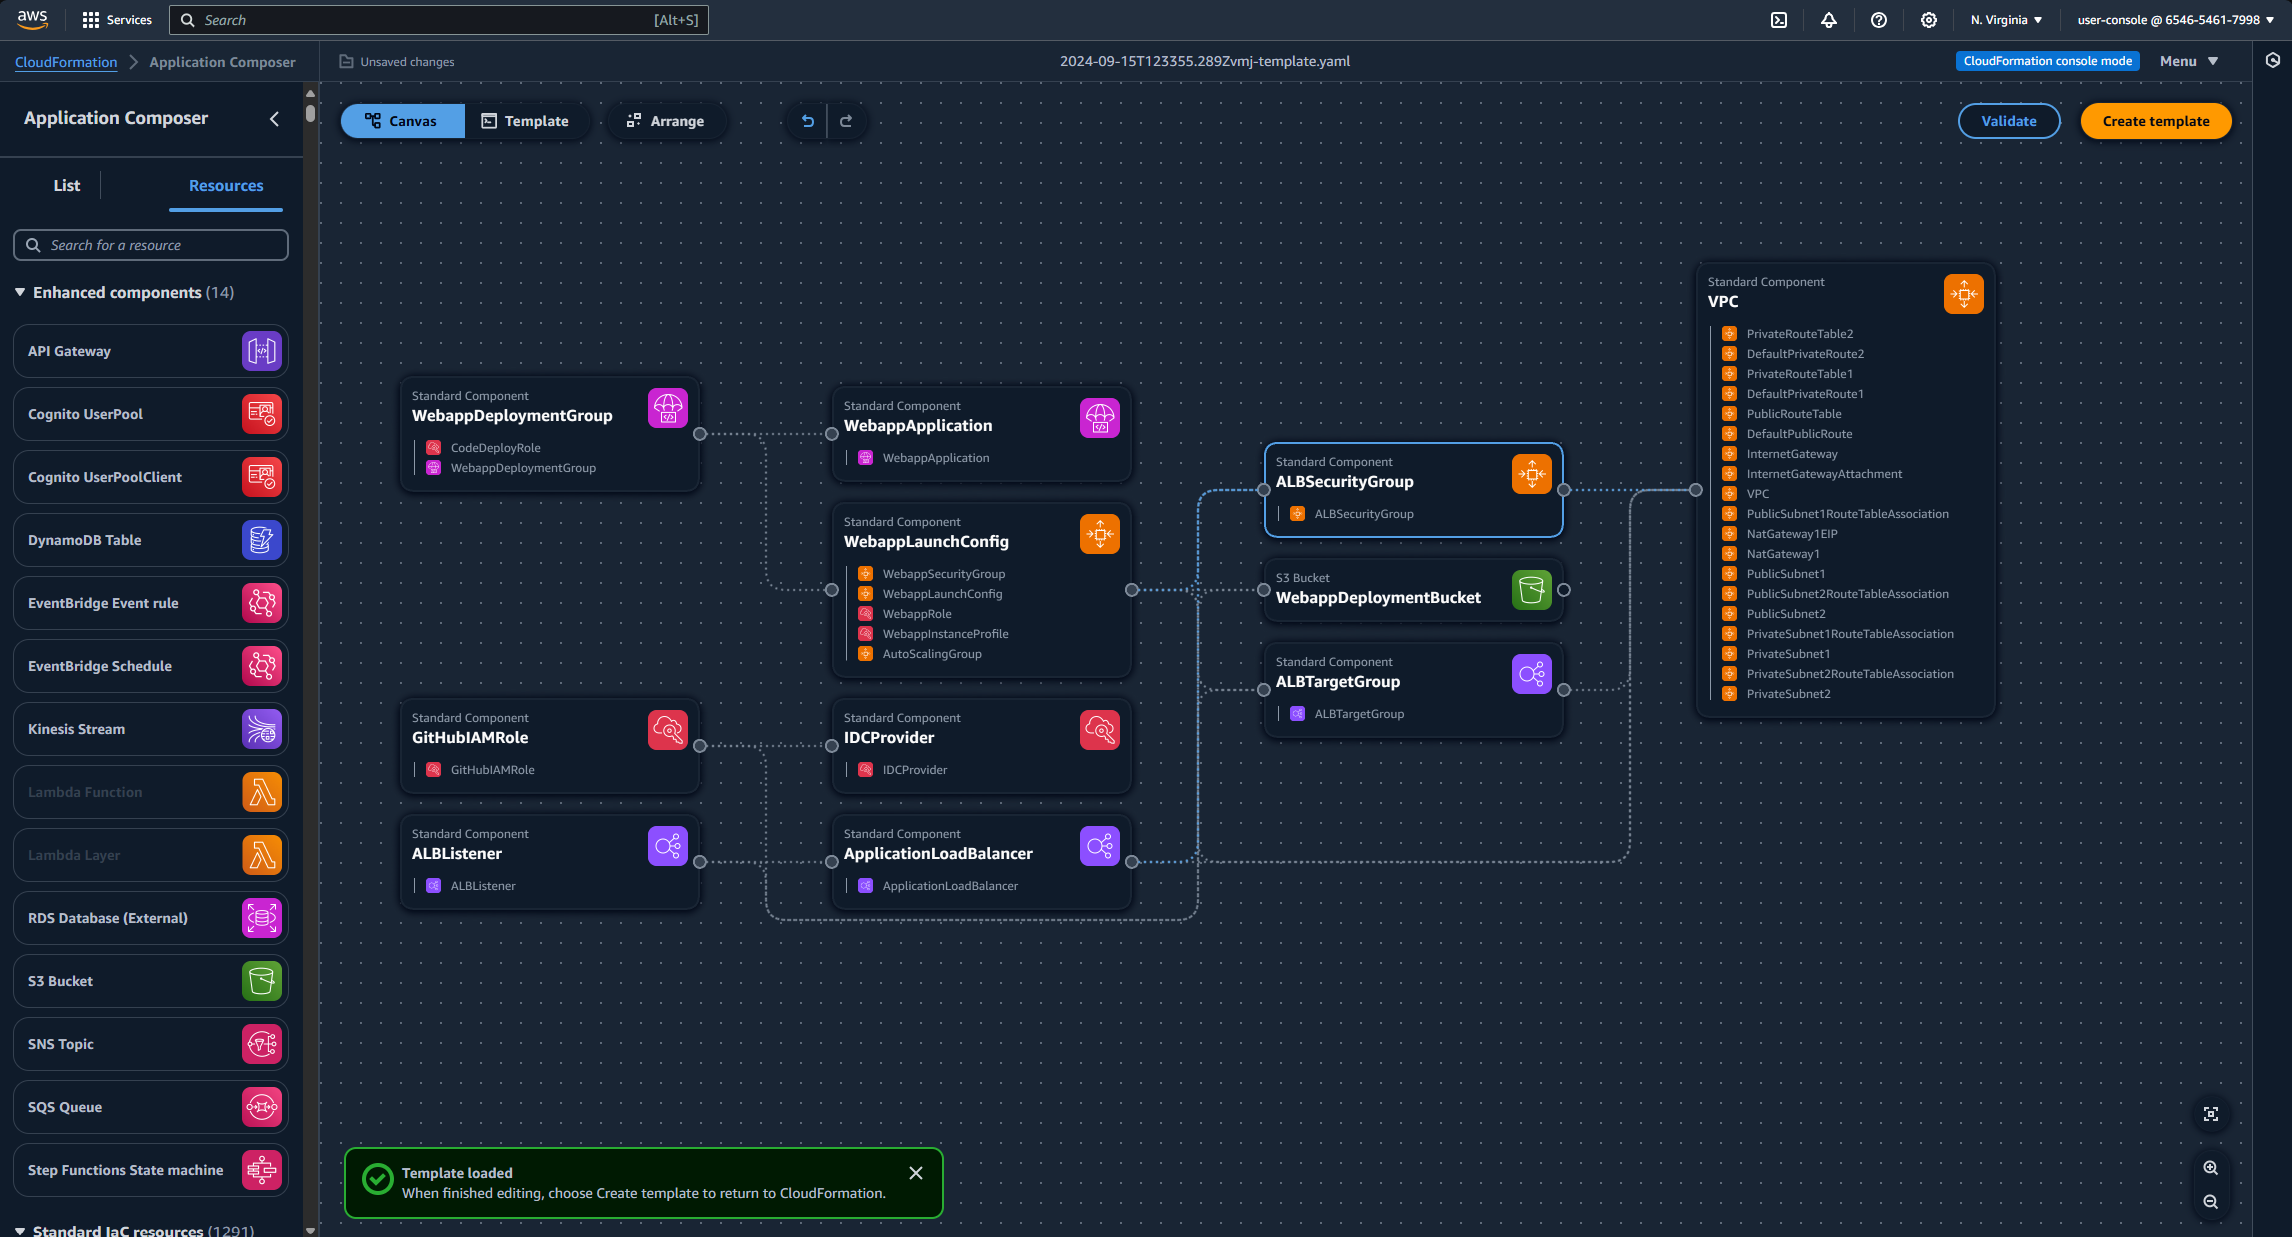 aws
Services
Search
[Alt+S]
N. Virginia
user-console @ 6546-5461-7998
CloudFormation
Application Composer
Unsaved changes
2024-09-15T123355.289Zvmj-template.yaml
CloudFormation console mode
Menu
Application Composer
List
Resources
Search for a resource
Enhanced components (14)
API Gateway
Cognito UserPool
Cognito UserPoolClient
DynamoDB Table
EventBridge Event rule
EventBridge Schedule
Kinesis Stream
Lambda Function
Lambda Layer
RDS Database (External)
S3 Bucket
SNS Topic
SQS Queue
Step Functions State machine
Standard IaC resources (1291)
Canvas
Template
Arrange
Validate
Create template
Standard Component
WebappDeploymentGroup
CodeDeployRole
WebappDeploymentGroup
Standard Component
GitHubIAMRole
GitHubIAMRole
Standard Component
ALBListener
ALBListener
Standard Component
WebappApplication
WebappApplication
Standard Component
WebappLaunchConfig
WebappSecurityGroup
WebappLaunchConfig
WebappRole
WebappInstanceProfile
AutoScalingGroup
Standard Component
IDCProvider
IDCProvider
Standard Component
ApplicationLoadBalancer
ApplicationLoadBalancer
Standard Component
ALBSecurityGroup
ALBSecurityGroup
S3 Bucket
WebappDeploymentBucket
Standard Component
ALBTargetGroup
ALBTargetGroup
Standard Component
VPC
PrivateRouteTable2
DefaultPrivateRoute2
PrivateRouteTable1
DefaultPrivateRoute1
PublicRouteTable
DefaultPublicRoute
InternetGateway
InternetGatewayAttachment
VPC
PublicSubnet1RouteTableAssociation
NatGateway1EIP
NatGateway1
PublicSubnet1
PublicSubnet2RouteTableAssociation
PublicSubnet2
PrivateSubnet1RouteTableAssociation
PrivateSubnet1
PrivateSubnet2RouteTableAssociation
PrivateSubnet2
Template loaded
When finished editing, choose Create template to return to CloudFormation.